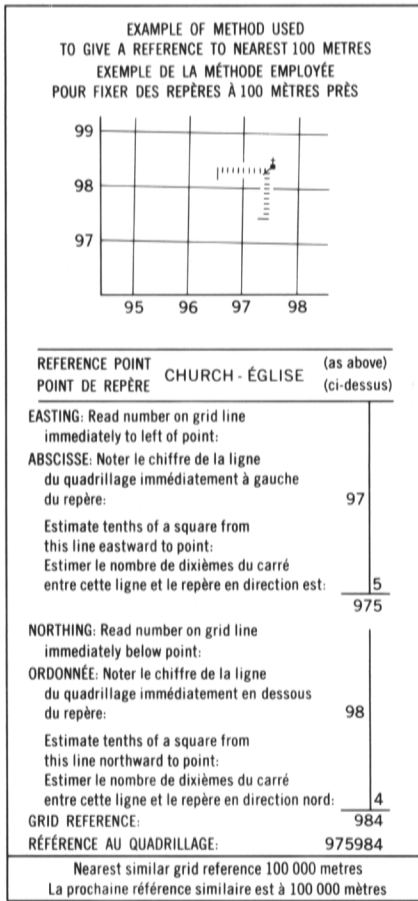 EXAMPLE OF METHOD USED
TO GIVE A REFERENCE TO NEAREST 100 METRES
EXEMPLE DE LA MÉTHODE EMPLOYÉE
POUR FIXER DES REPÈRES À 100 MÈTRES PRÈS
99
98
97
95 96 97 98
REFERENCE POINT
POINT DE REPÈRE
CHURCH - ÉGLISE
(as above)
(ci-dessus)
EASTING: Read number on grid line
immediately to left of point:
ABSCISSE: Noter le chiffre de la ligne
du quadrillage immédiatement à gauche
du repère: 97
Estimate tenths of a square from
this line eastward to point:
Estimer le nombre de dixièmes du carré
entre cette ligne et le repère en direction est: 5
975
NORTHING: Read number on grid line
immediately below point:
ORDONNÉE: Noter le chiffre de la ligne
du quadrillage immédiatement en dessous
du repère: 98
Estimate tenths of a square from
this line northward to point:
Estimer le nombre de dixièmes du carré
entre cette ligne et le repère en direction nord: 4
GRID REFERENCE: 984
RÉFÉRENCE AU QUADRILLAGE: 975984
Nearest similar grid reference 100 000 metres
La prochaine référence similaire est à 100 000 mètres